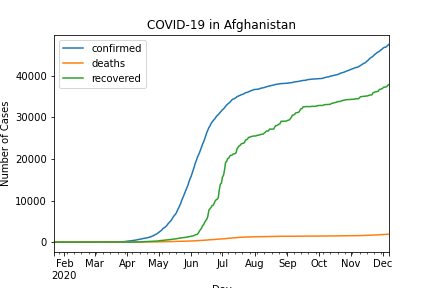 COVID-19 in Afghanistan
confirmed
deaths
recovered
Number of Cases
40000
30000
20000
10000
0
Feb Mar Apr May Jun Jul Aug Sep Oct Nov Dec
2020